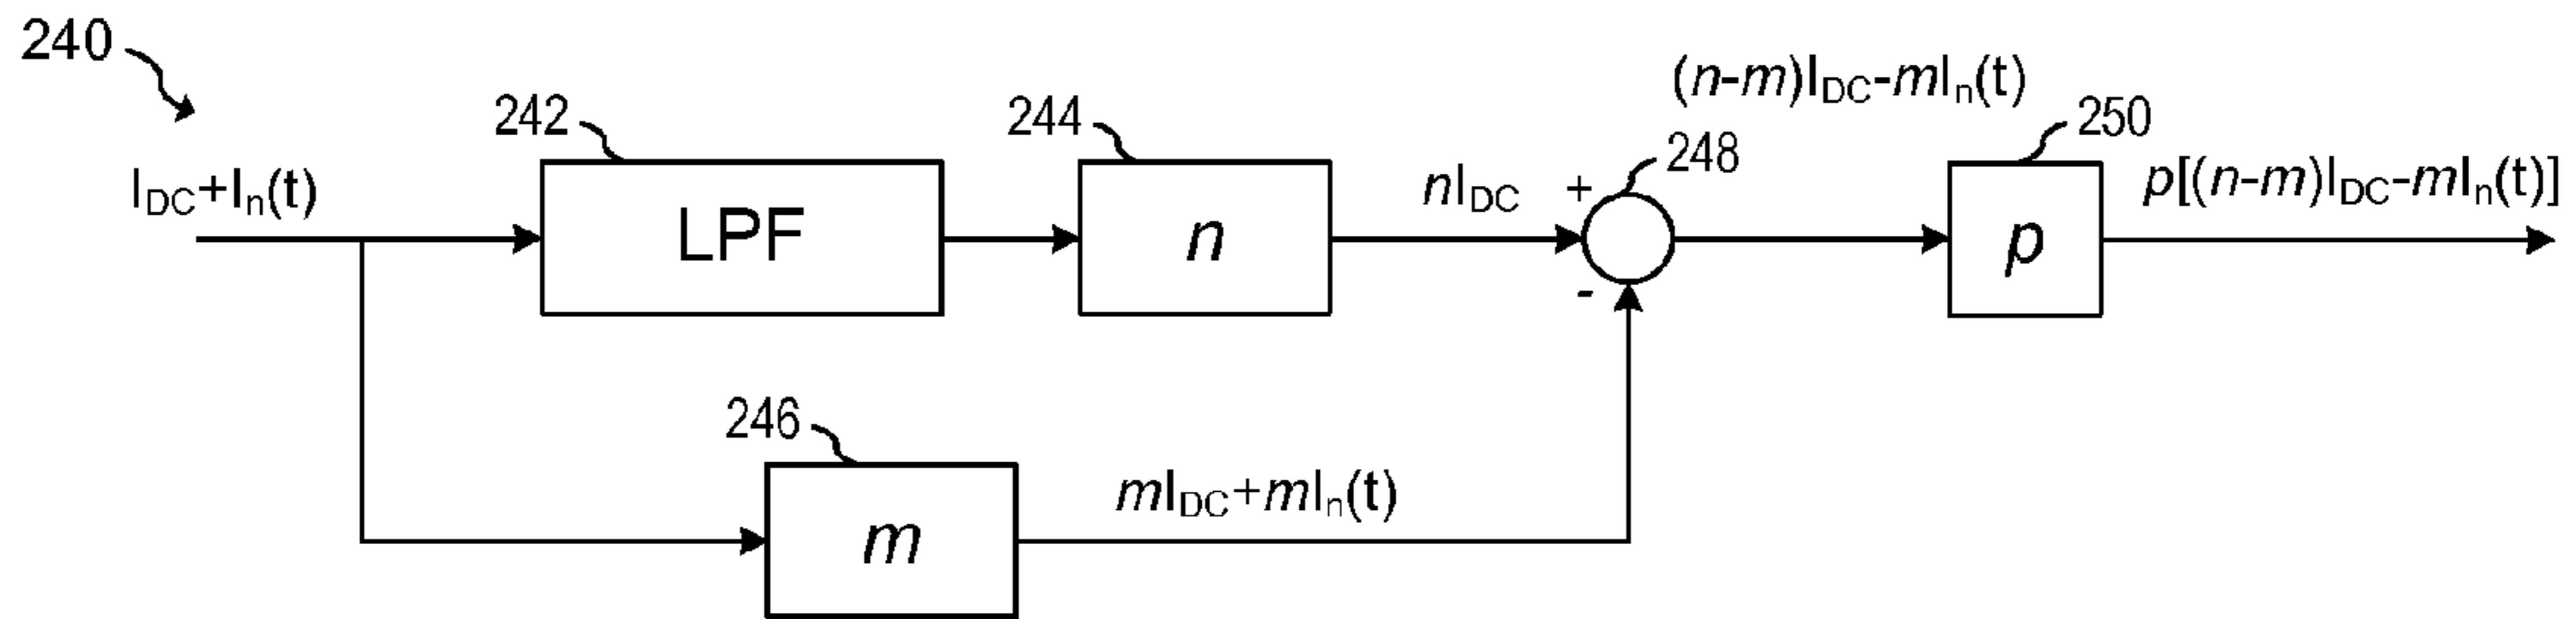 240
(n-m)I_DC-mI_n(t)
242
244
248
250
I_DC+I_n(t)
LPF
n
nI_DC
+
-
p
p[(n-m)I_DC-mI_n(t)]
246
m
mI_DC+mI_n(t)